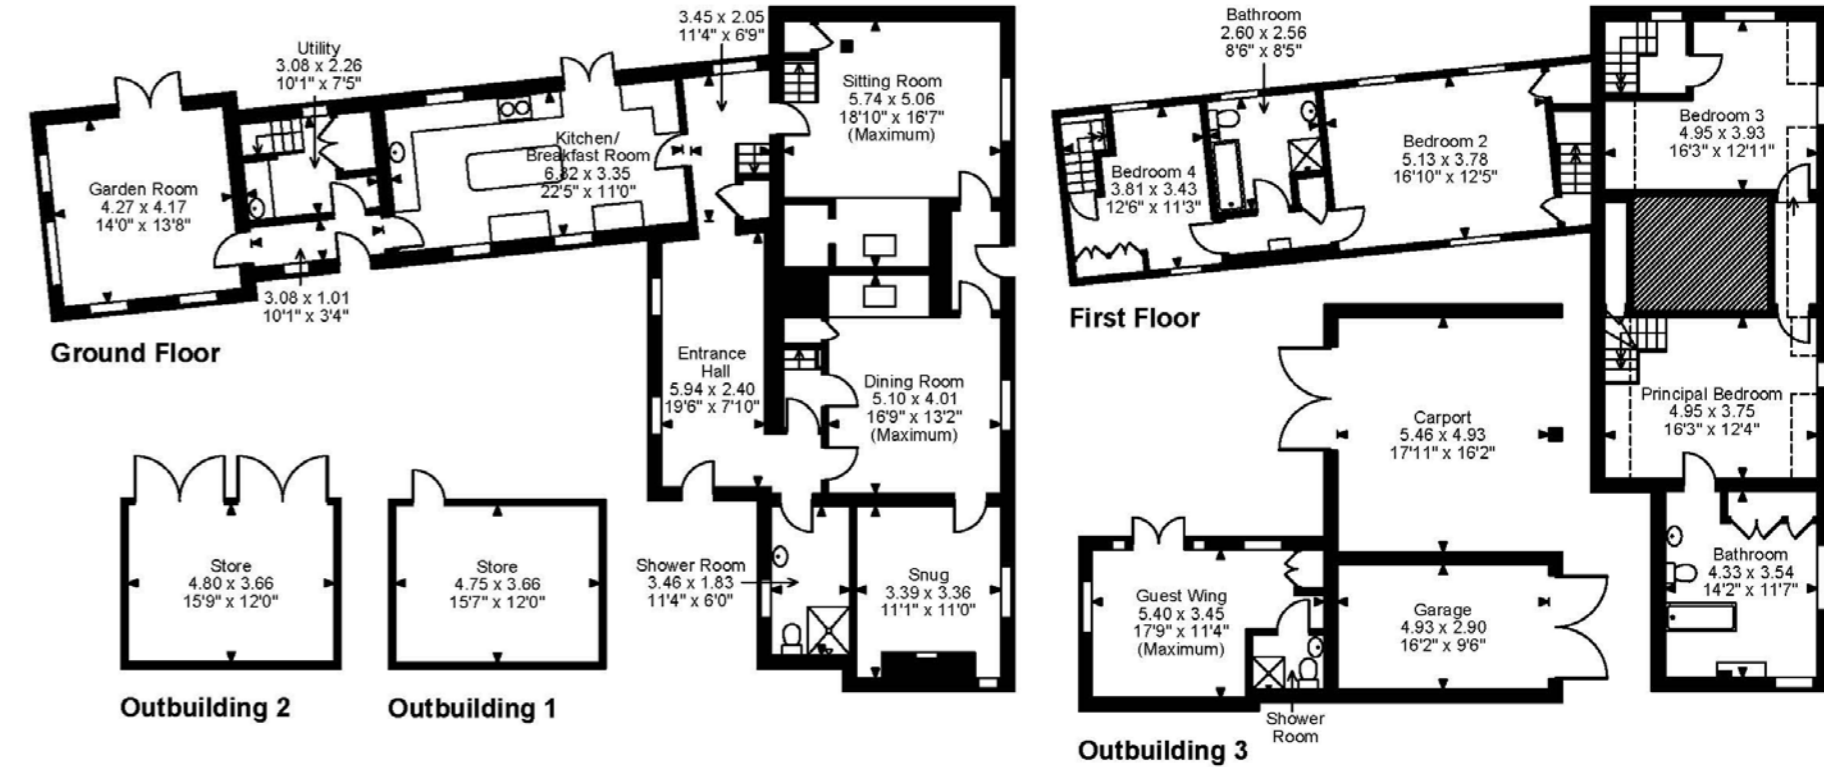 Utility
3.08 x 2.26
10'1" x 7'5"
3.45 x 2.05
11'4" x 6'9"
Sitting Room
5.74 x 5.06
18'10" x 16'7"
(Maximum)
Kitchen/
Breakfast Room
6.82 x 3.35
22'5" x 11'0"
Garden Room
4.27 x 4.17
14'0" x 13'8"
3.08 x 1.01
10'1" x 3'4"
Ground Floor
Entrance
Hall
5.94 x 2.40
19'6" x 7'10"
Dining Room
5.10 x 4.01
16'9" x 13'2"
(Maximum)
Shower Room
3.46 x 1.83
11'4" x 6'0"
Snug
3.39 x 3.36
11'1" x 11'0"
Store
4.80 x 3.66
15'9" x 12'0"
Outbuilding 2
Store
4.75 x 3.66
15'7" x 12'0"
Outbuilding 1
Bathroom
2.60 x 2.56
8'6" x 8'5"
Bedroom 3
4.95 x 3.93
16'3" x 12'11"
Bedroom 2
5.13 x 3.78
16'10" x 12'5"
Bedroom 4
3.81 x 3.43
12'6" x 11'3"
First Floor
Principal Bedroom
4.95 x 3.75
16'3" x 12'4"
Bathroom
4.33 x 3.54
14'2" x 11'7"
Carport
5.46 x 4.93
17'11" x 16'2"
Guest Wing
5.40 x 3.45
17'9" x 11'4"
(Maximum)
Garage
4.93 x 2.90
16'2" x 9'6"
Shower
Room
Outbuilding 3